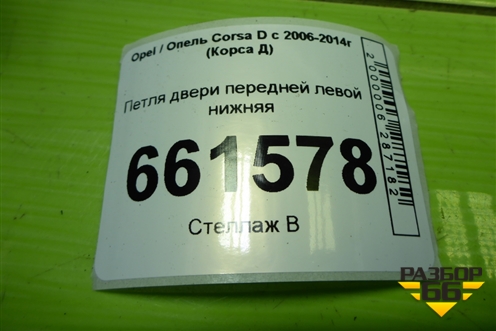 Opel / Опель Corsa D с 2006-2014г
(Корса Д)
Петля двери передней левой
нижняя
661578
Стеллаж В
2000006287182
РАЗБОР
66